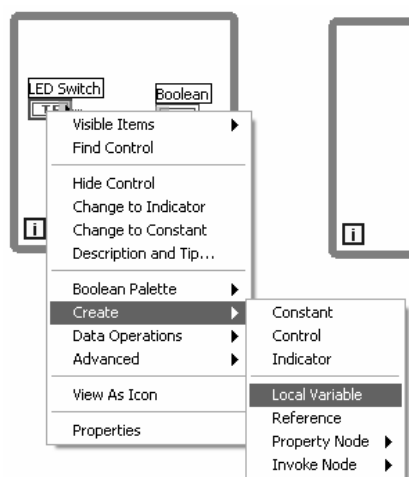 LED Switch
Boolean
TF
Visible Items
Find Control
Hide Control
Change to Indicator
Change to Constant
Description and Tip...
Boolean Palette
Create
Data Operations
Advanced
View As Icon
Properties
Constant
Control
Indicator
Local Variable
Reference
Property Node
Invoke Node
i
i